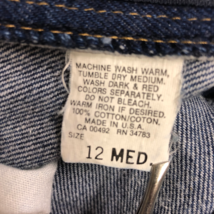 MACHINE WASH WARM,
TUMBLE DRY MEDIUM.
WASH DARK & RED
COLORS SEPARATELY.
DO NOT BLEACH.
WARM IRON IF DESIRED.
100% COTTON/COTON.
MADE IN U.S.A.
CA 00492 RN 34783
SIZE
12 MED.